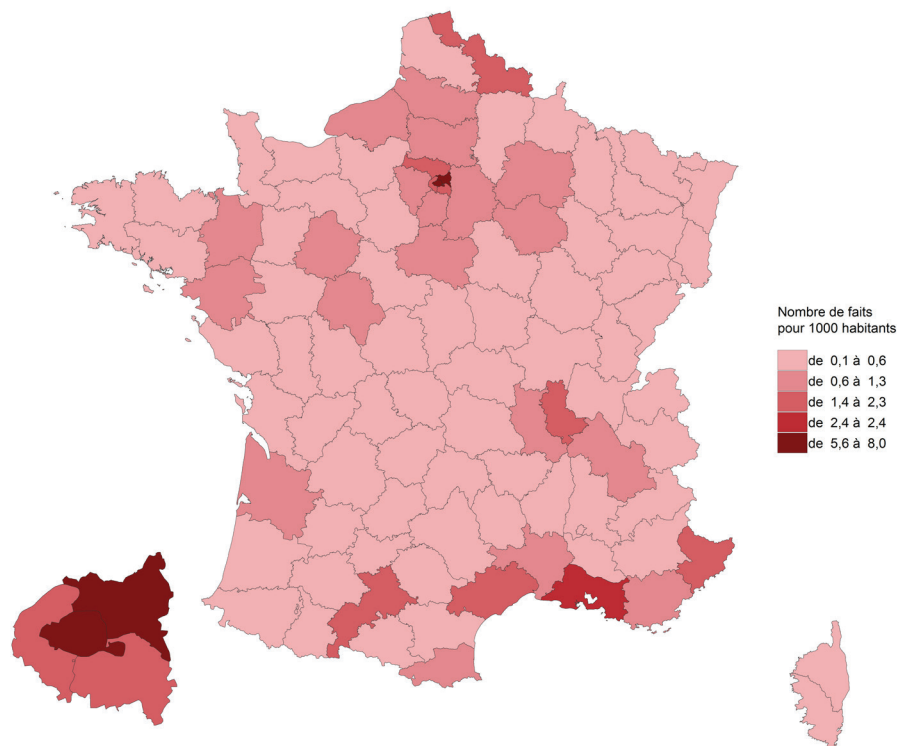 Nombre de faits
pour 1000 habitants
de 0,1 à 0,6
de 0,6 à 1,3
de 1,4 à 2,3
de 2,4 à 2,4
de 5,6 à 8,0